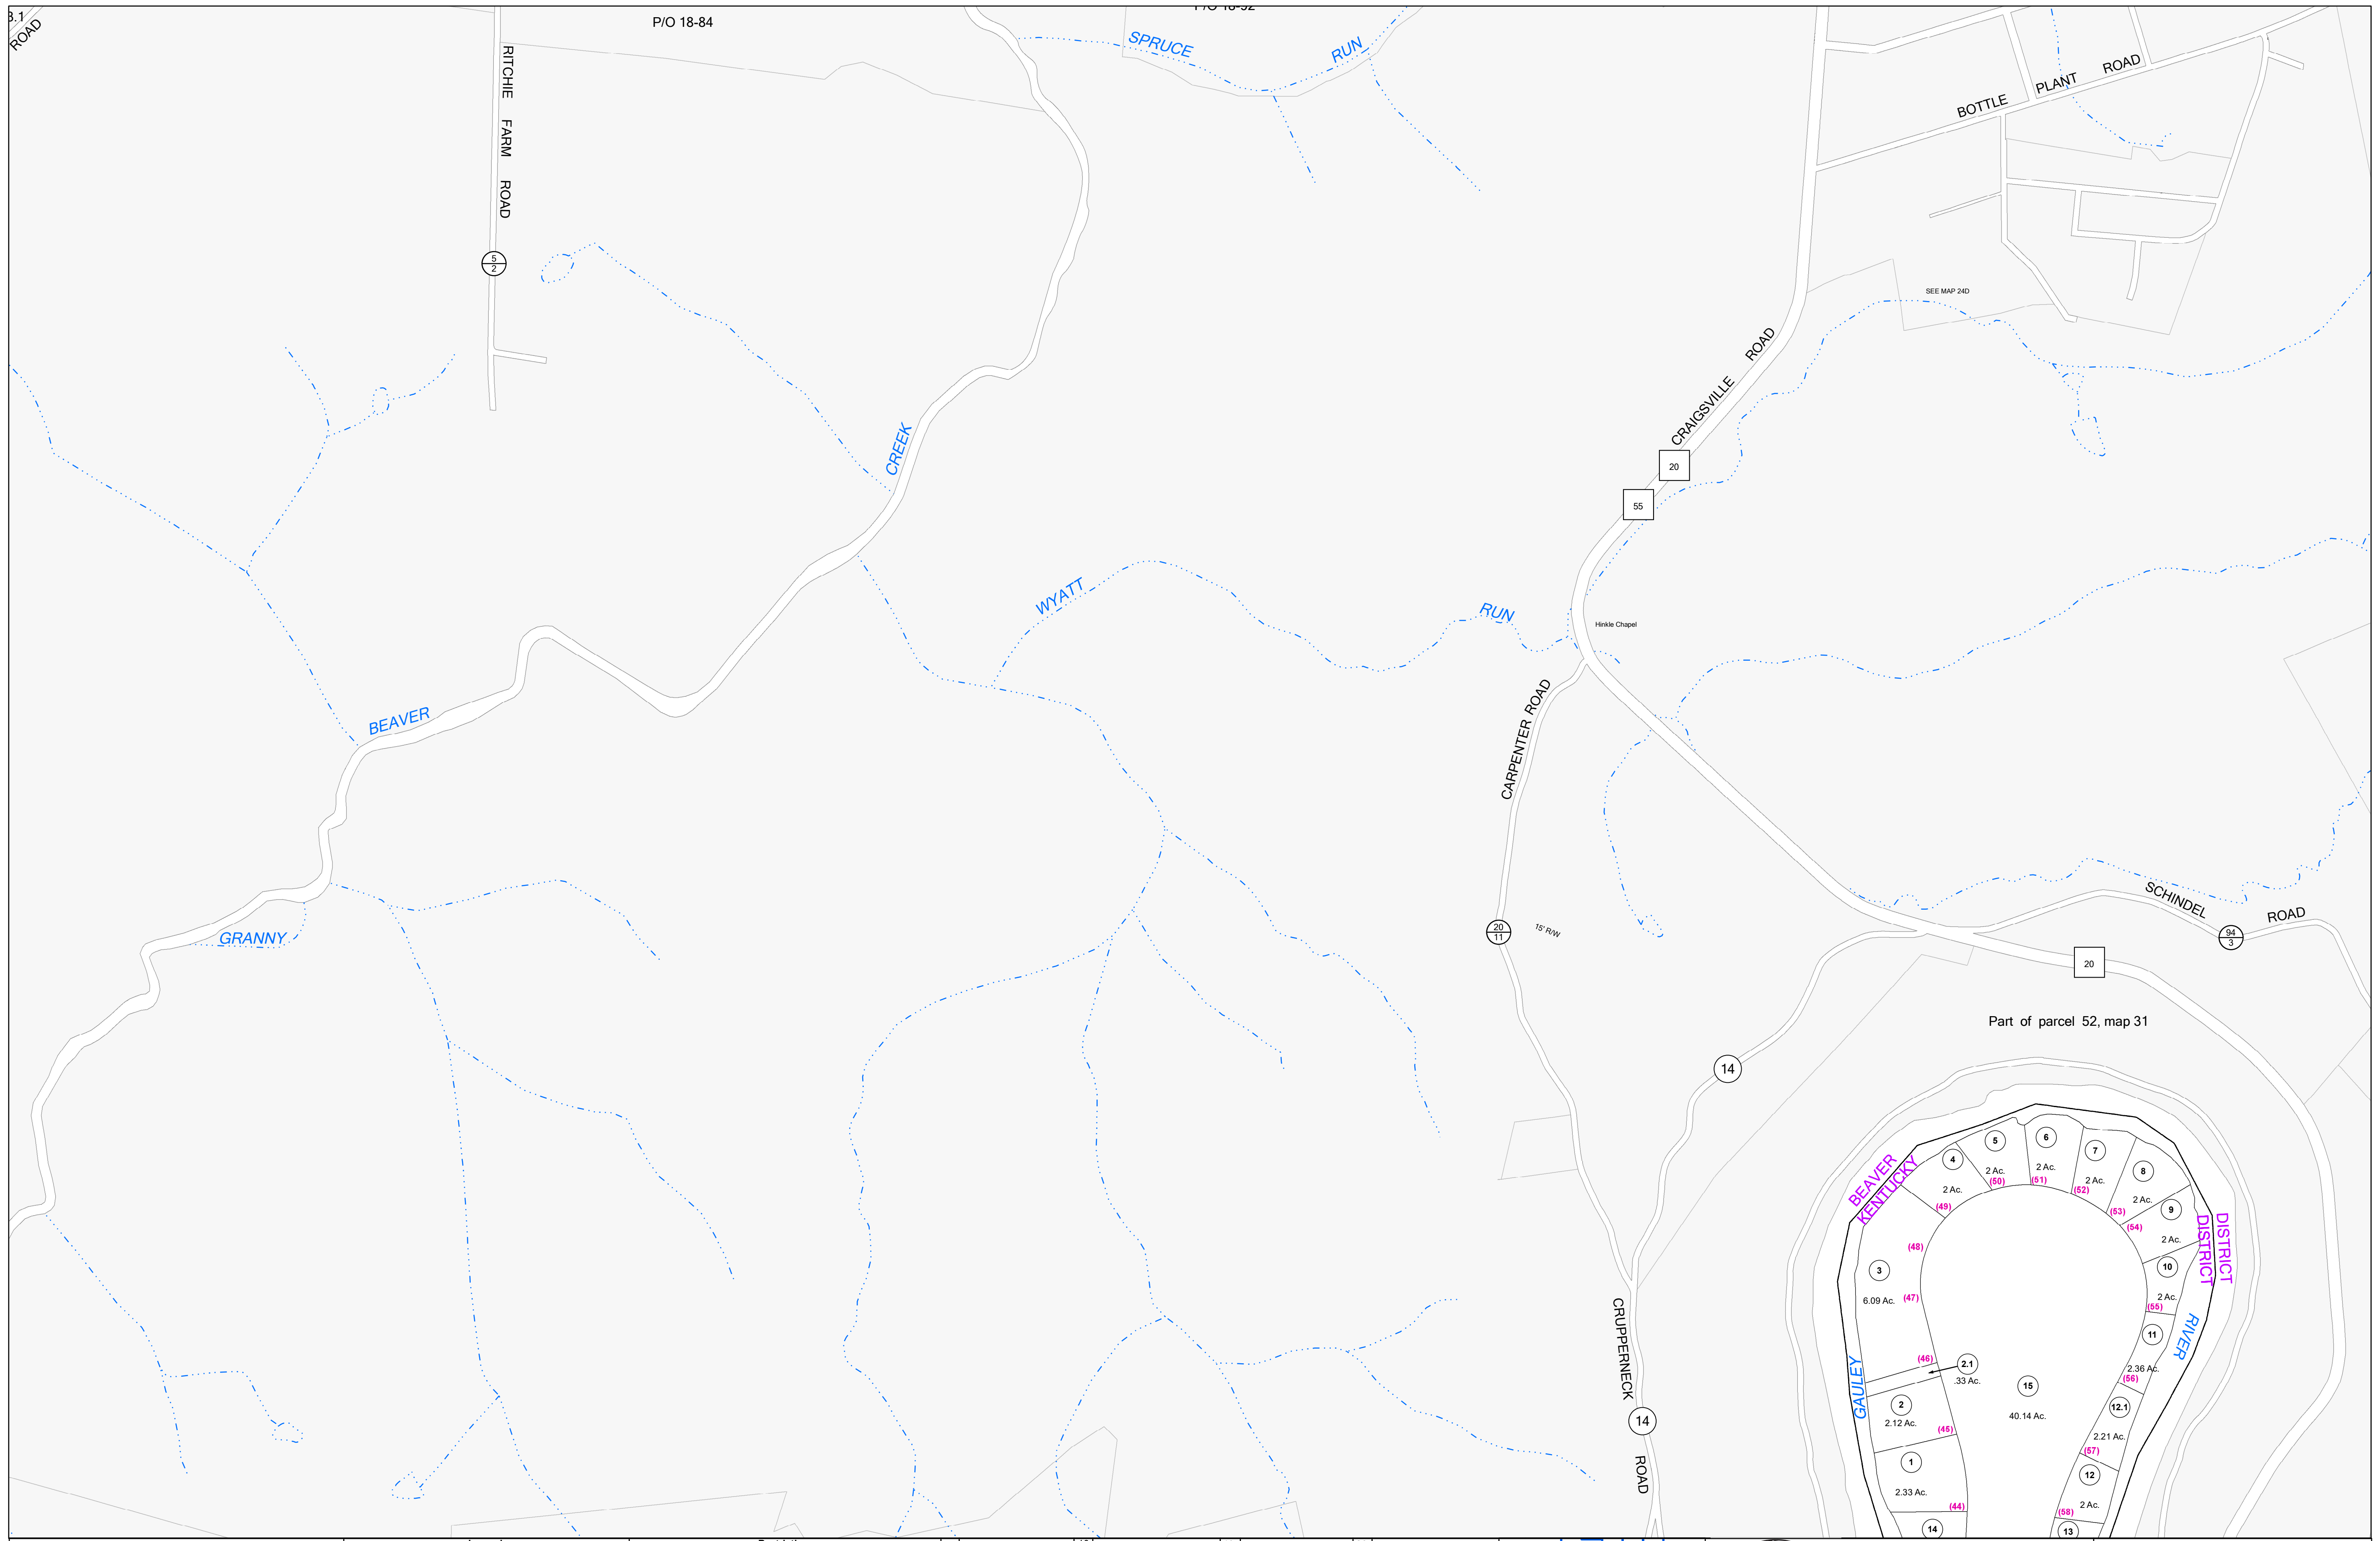 3.1
ROAD
P/O 18-84
RITCHIE FARM ROAD
5
2
SPRUCE RUN
BOTTLE PLANT ROAD
SEE MAP 24D
CRAIGSVILLE ROAD
20
55
CREEK
WYATT RUN
Hinkle Chapel
BEAVER
CARPENTER ROAD
GRANNY
20
11
15' R/W
SCHINDEL ROAD
94
3
20
Part of parcel 52, map 31
14
BEAVER DISTRICT
KENTUCKY DISTRICT
4
2 Ac.
(49)
5
2 Ac.
(50)
6
2 Ac.
(51)
7
2 Ac.
(52)
8
2 Ac.
(53)
9
2 Ac.
(54)
10
2 Ac.
(55)
(48)
3
6.09 Ac.
(47)
(46)
2.1
.33 Ac.
11
2.36 Ac.
(56)
GAULEY RIVER
2
2.12 Ac.
(45)
15
40.14 Ac.
12.1
2.21 Ac.
(57)
1
2.33 Ac.
(44)
12
2 Ac.
(58)
14
13
CRUPPERNECK ROAD
14